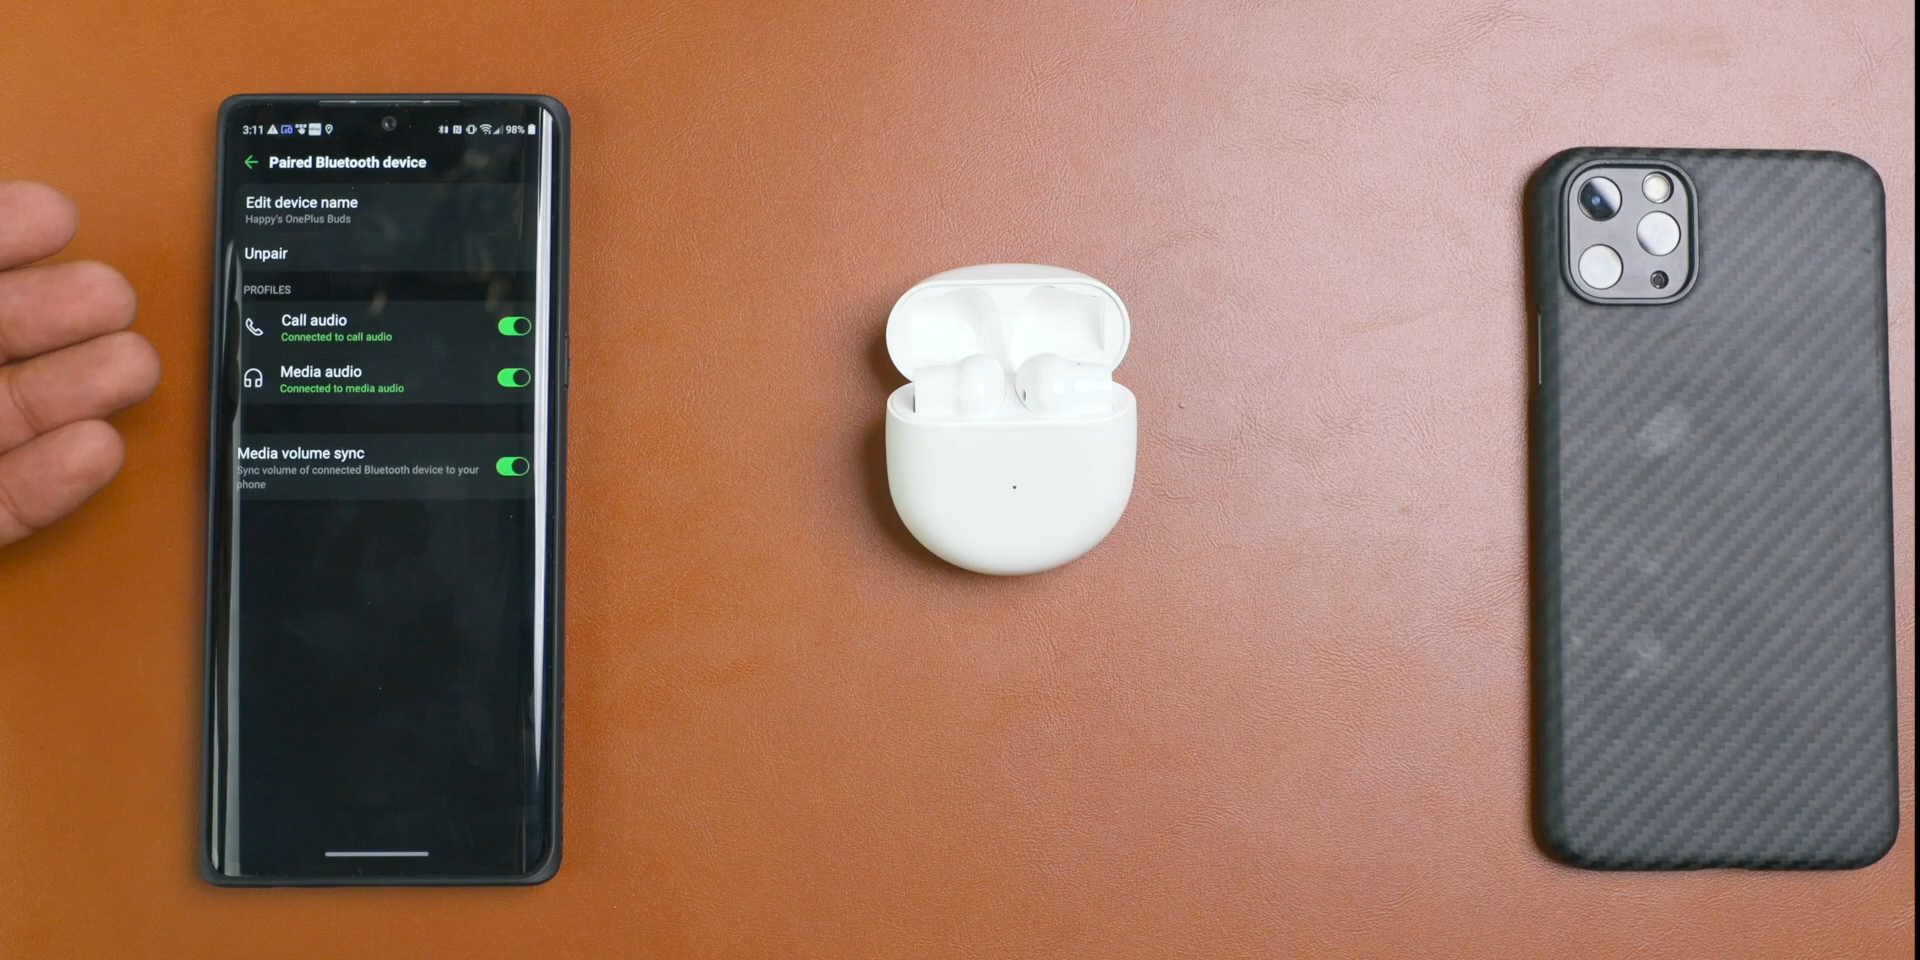 3:11
98%
Paired Bluetooth device
Edit device name
Happy's OnePlus Buds
Unpair
PROFILES
Call audio
Connected to call audio
Media audio
Connected to media audio
Media volume sync
Sync volume of connected Bluetooth device to your
phone